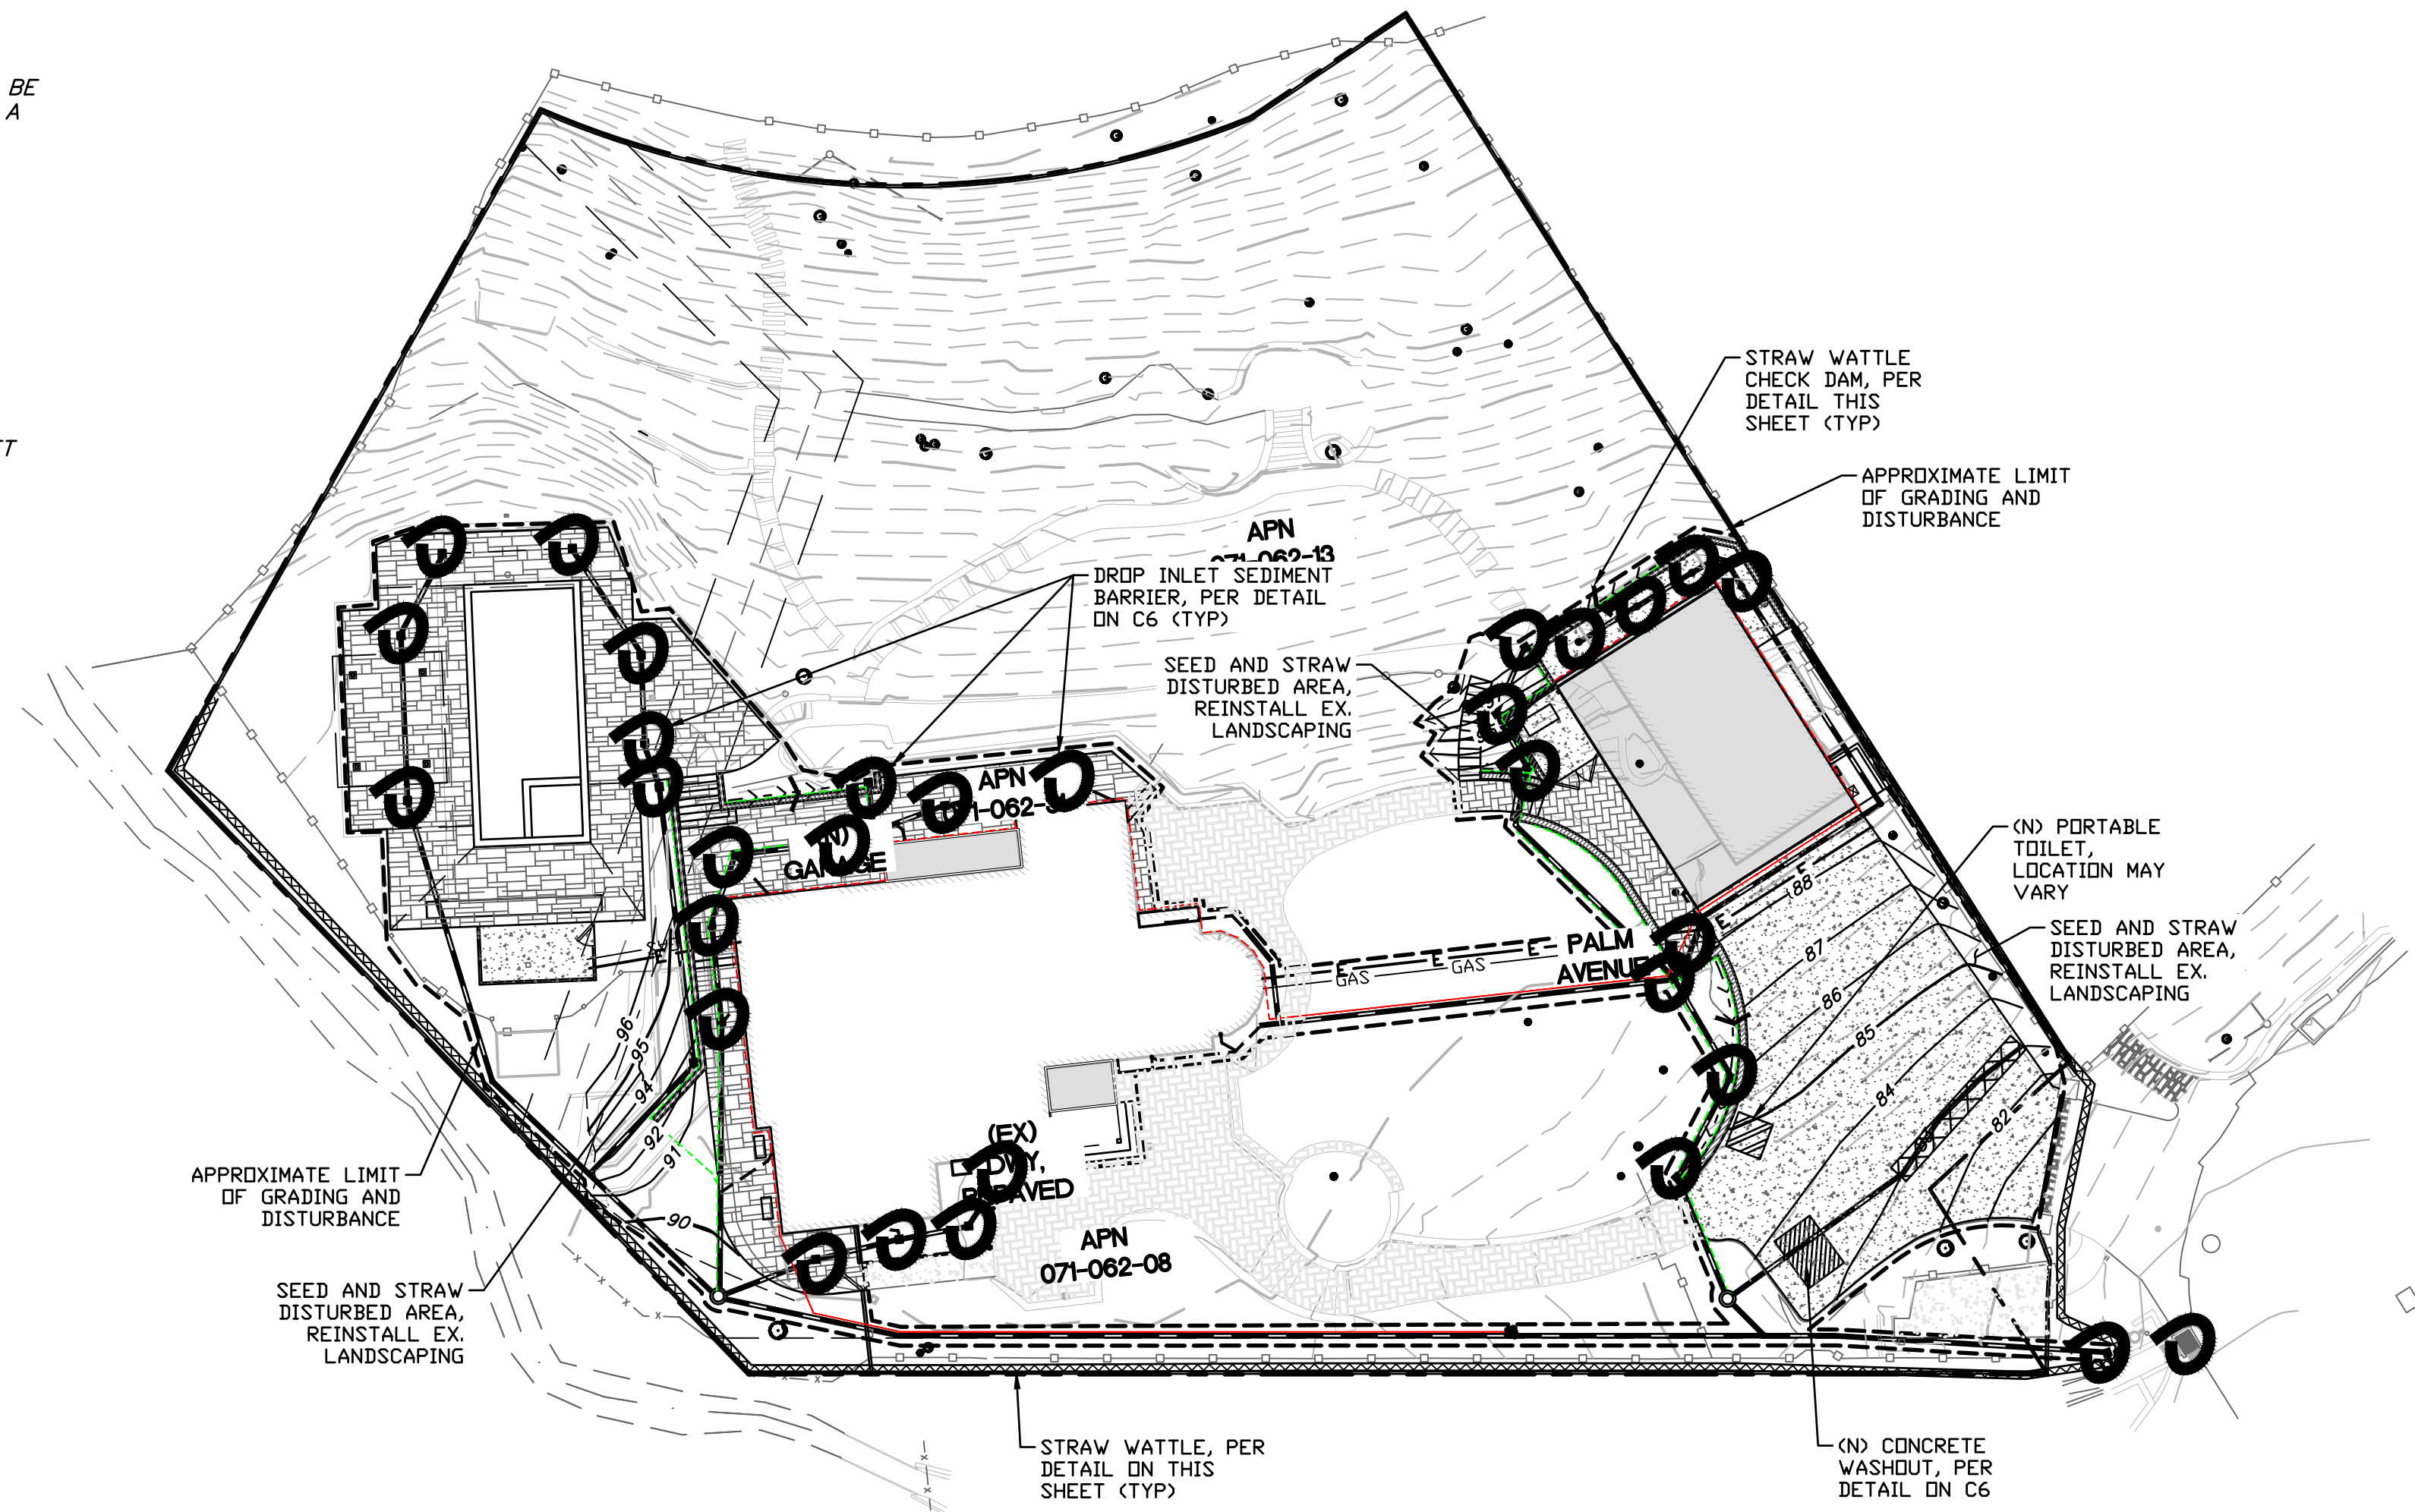 BE
A
STRAW WATTLE
CHECK DAM, PER
DETAIL THIS
SHEET (TYP)
APPROXIMATE LIMIT
OF GRADING AND
DISTURBANCE
APN
071-062-13
DROP INLET SEDIMENT
BARRIER, PER DETAIL
ON C6 (TYP)
SEED AND STRAW
DISTURBED AREA,
REINSTALL EX.
LANDSCAPING
APN
GARAGE
(N) PORTABLE
TOILET,
LOCATION MAY
VARY
SEED AND STRAW
DISTURBED AREA,
REINSTALL EX.
LANDSCAPING
88
87
86
85
84
82
E
E
E
E
E
GAS
GAS
PALM
AVENUE
96
95
94
92
91
90
(EX)
APN
071-062-08
APPROXIMATE LIMIT
OF GRADING AND
DISTURBANCE
SEED AND STRAW
DISTURBED AREA,
REINSTALL EX.
LANDSCAPING
STRAW WATTLE, PER
DETAIL ON THIS
SHEET (TYP)
(N) CONCRETE
WASHOUT, PER
DETAIL ON C6